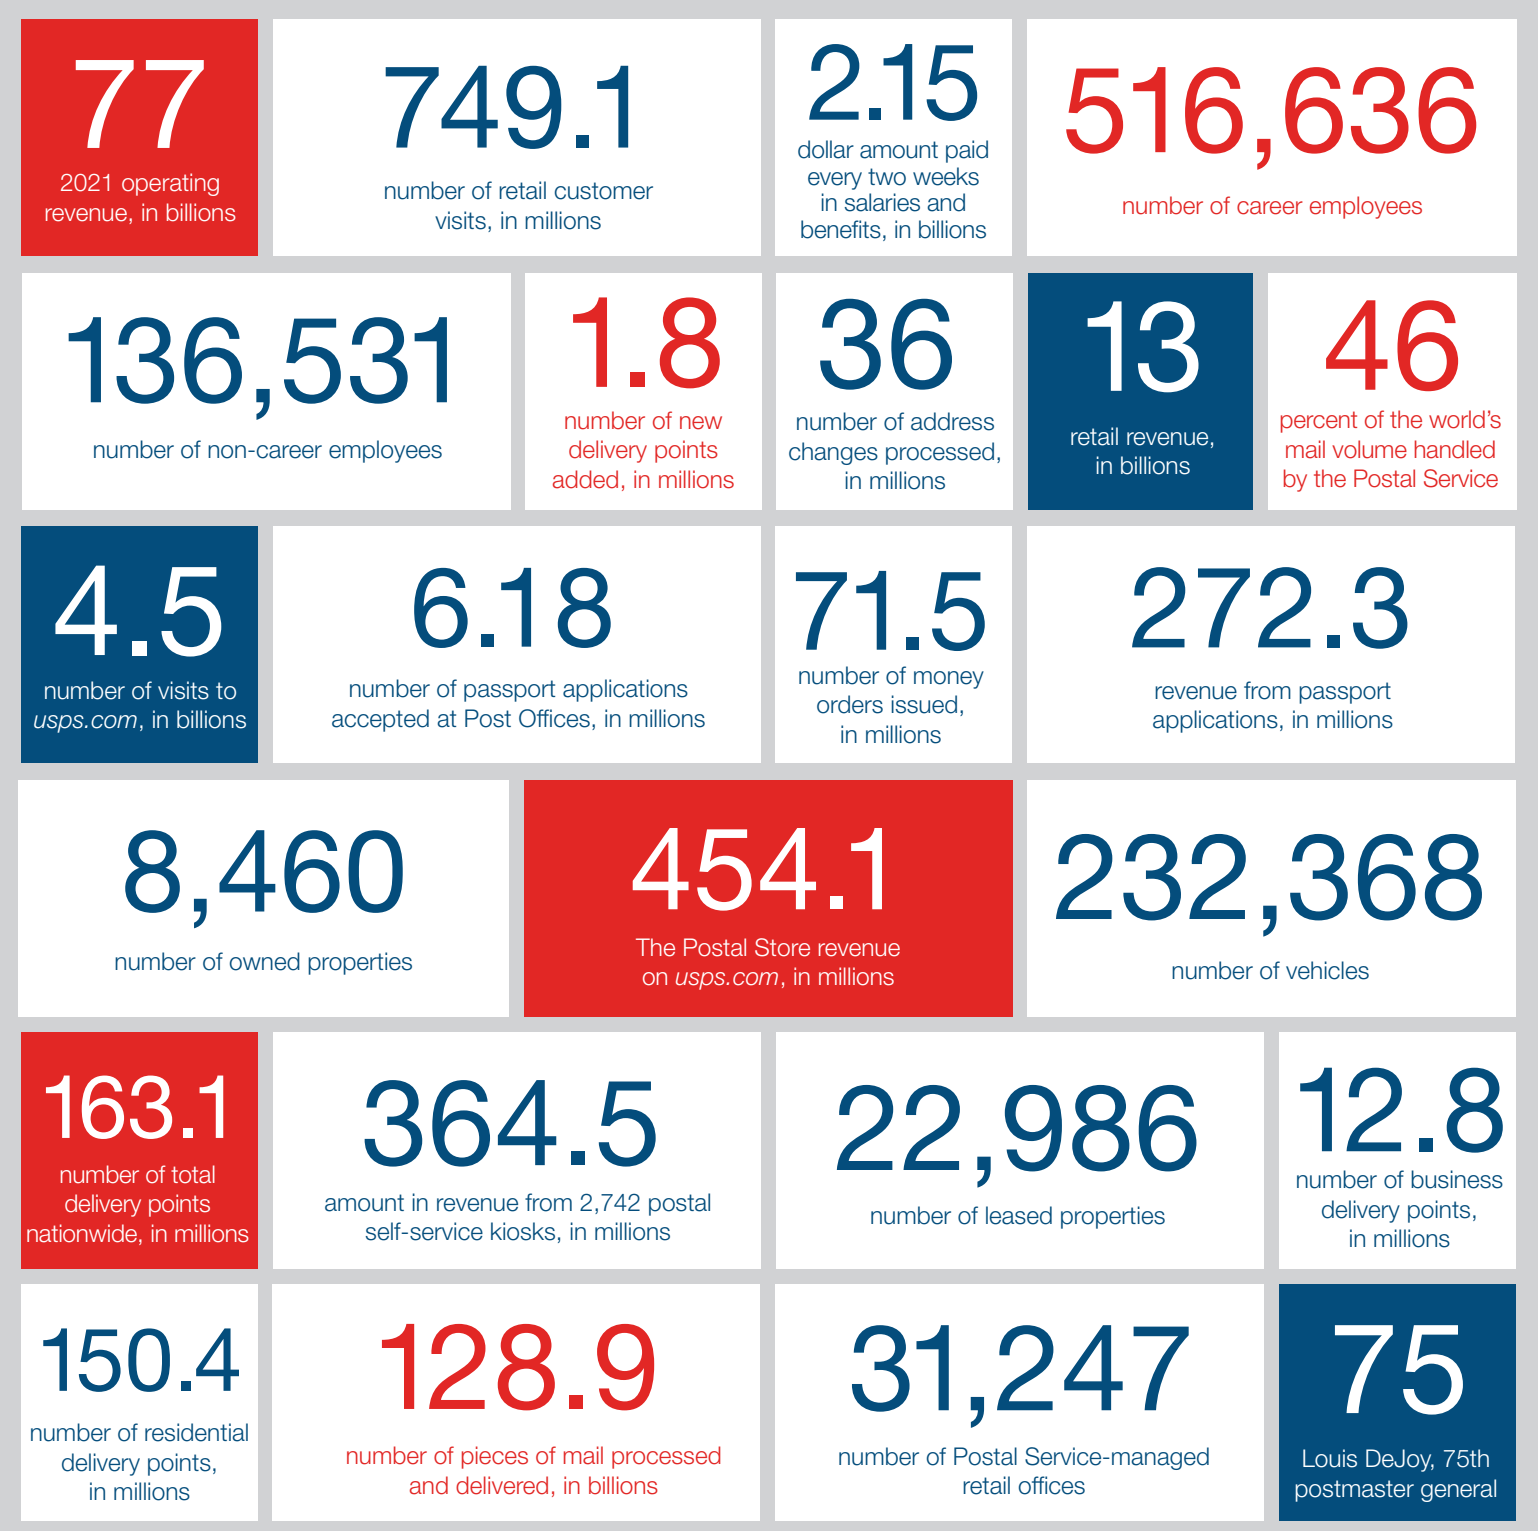 77
2021 operating
revenue, in billions
749.1
number of retail customer
visits, in millions
2.15
dollar amount paid
every two weeks
in salaries and
benefits, in billions
516,636
number of career employees
136,531
number of non-career employees
1.8
number of new
delivery points
added, in millions
36
number of address
changes processed,
in millions
13
retail revenue,
in billions
46
percent of the world's
mail volume handled
by the Postal Service
4.5
number of visits to
usps.com, in billions
6.18
number of passport applications
accepted at Post Offices, in millions
71.5
number of money
orders issued,
in millions
272.3
revenue from passport
applications, in millions
8,460
number of owned properties
454.1
The Postal Store revenue
on usps.com, in millions
232,368
number of vehicles
163.1
number of total
delivery points
nationwide, in millions
364.5
amount in revenue from 2,742 postal
self-service kiosks, in millions
22,986
number of leased properties
12.8
number of business
delivery points,
in millions
150.4
number of residential
delivery points,
in millions
128.9
number of pieces of mail processed
and delivered, in billions
31,247
number of Postal Service-managed
retail offices
75
Louis DeJoy, 75th
postmaster general